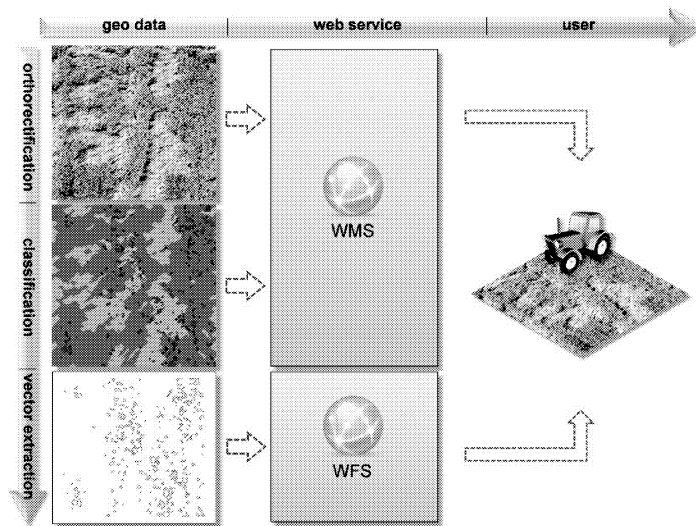 geo data
web service
user
orthorectification
classification
vector extraction
WMS
WFS